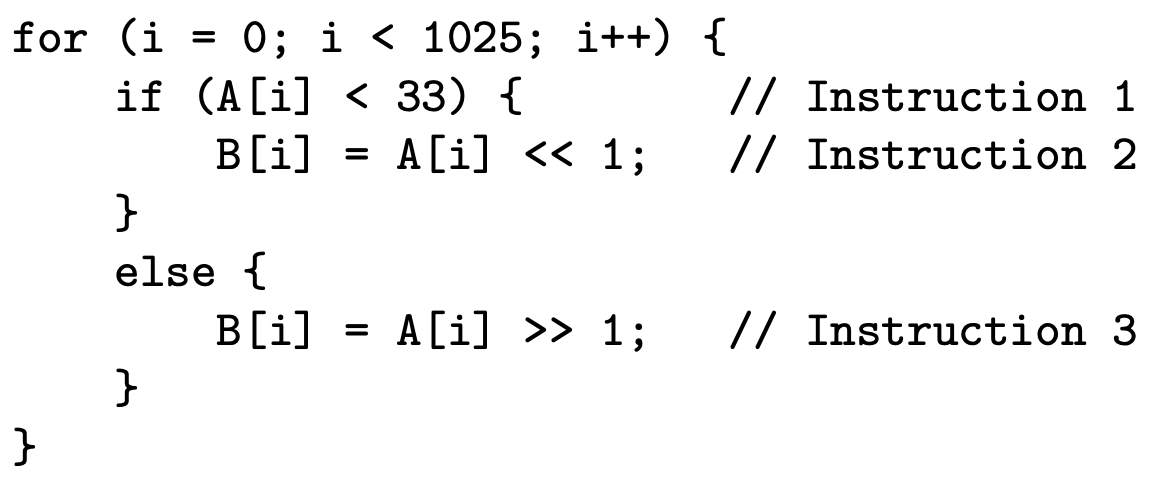 for (i = 0; i < 1025; i++) {
    if (A[i] < 33) {        // Instruction 1
        B[i] = A[i] << 1;   // Instruction 2
    }
    else {
        B[i] = A[i] >> 1;   // Instruction 3
    }
}